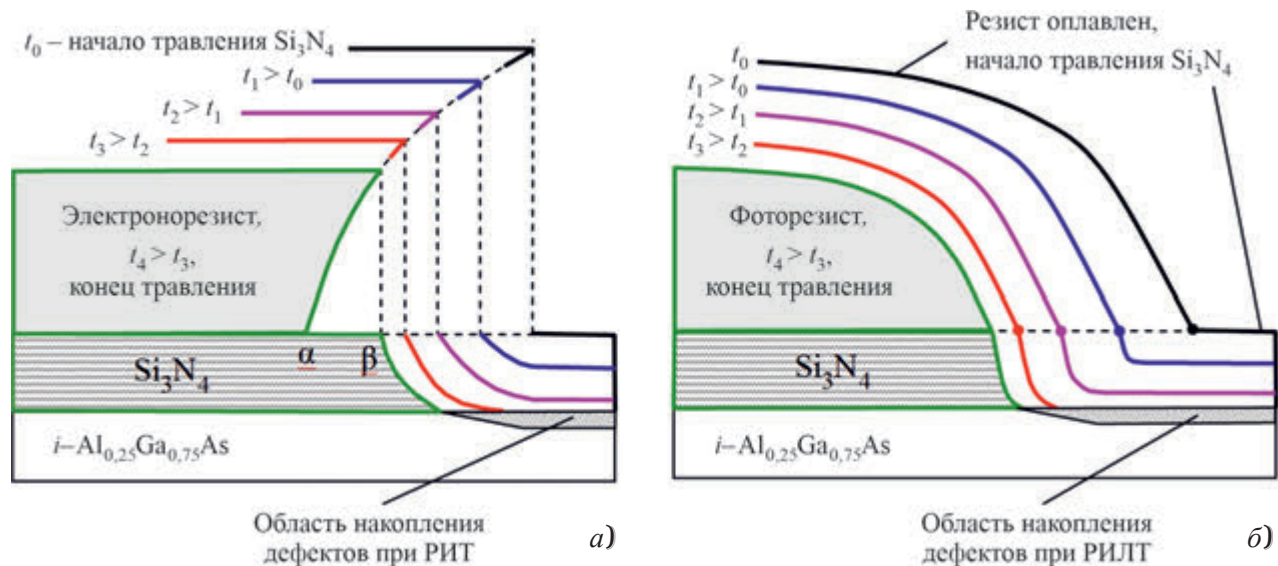 t₀ – начало травления Si₃N₄
t₁ > t₀
t₂ > t₁
t₃ > t₂
Электронорезист,
t₄ > t₃,
конец травления
α
β
Si₃N₄
i–Al₀,₂₅Ga₀,₇₅As
Область накопления
дефектов при РИТ
а)
Резист оплавлен,
начало травления Si₃N₄
t₀
t₁ > t₀
t₂ > t₁
t₃ > t₂
Фоторезист,
t₄ > t₃,
конец травления
Si₃N₄
i–Al₀,₂₅Ga₀,₇₅As
Область накопления
дефектов при РИЛТ
б)